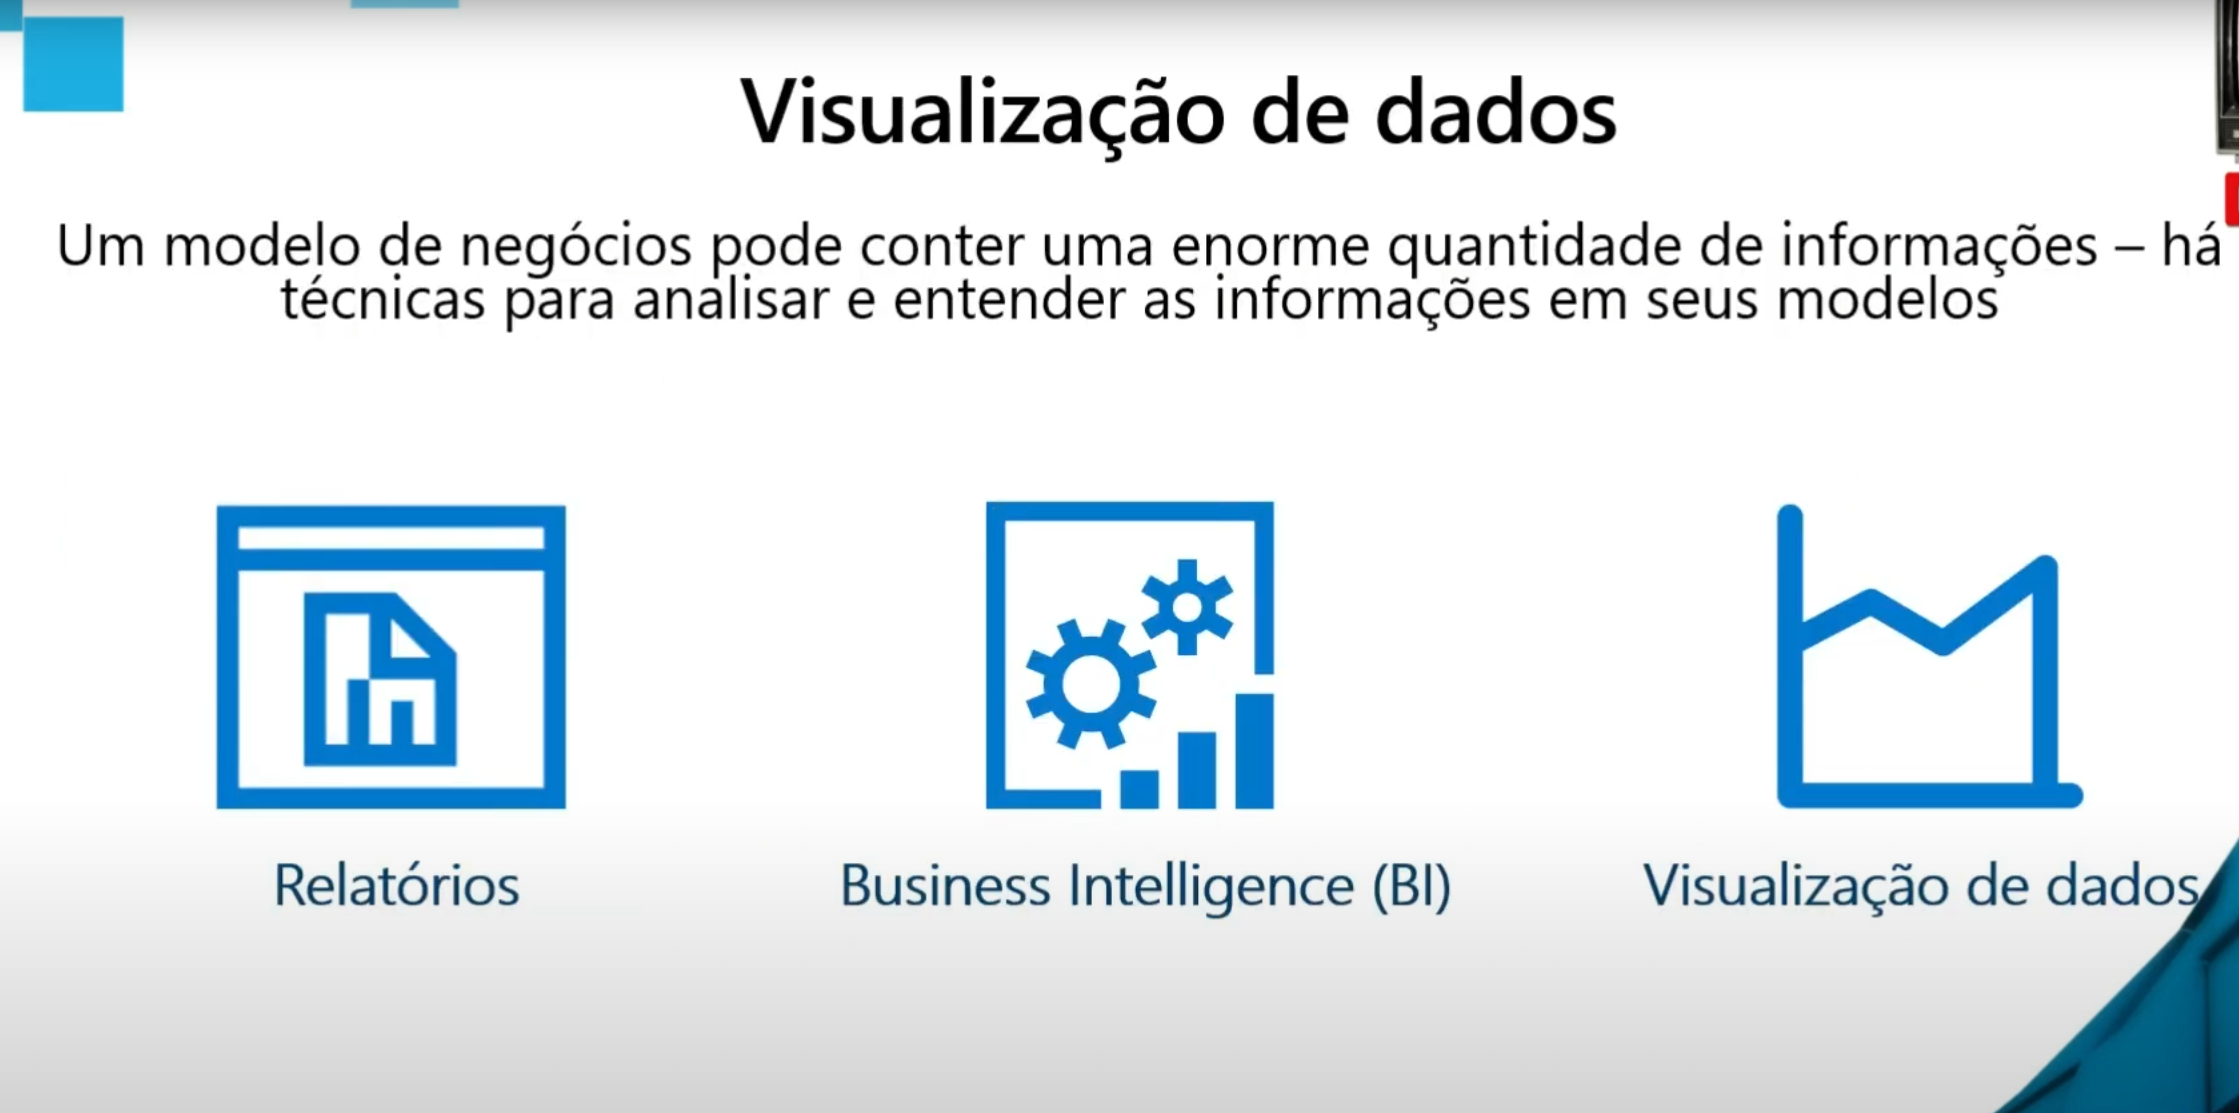 Visualização de dados
Um modelo de negócios pode conter uma enorme quantidade de informações – há
técnicas para analisar e entender as informações em seus modelos
Relatórios
Business Intelligence (BI)
Visualização de dados